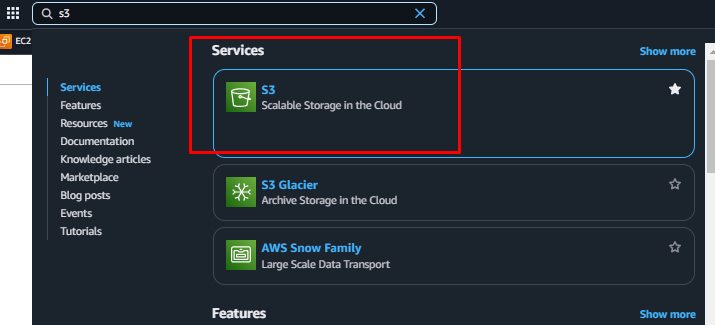 s3
EC2
Services
Show more
Services
Features
Resources New
Documentation
Knowledge articles
Marketplace
Blog posts
Events
Tutorials
S3
Scalable Storage in the Cloud
S3 Glacier
Archive Storage in the Cloud
AWS Snow Family
Large Scale Data Transport
Features
Show more